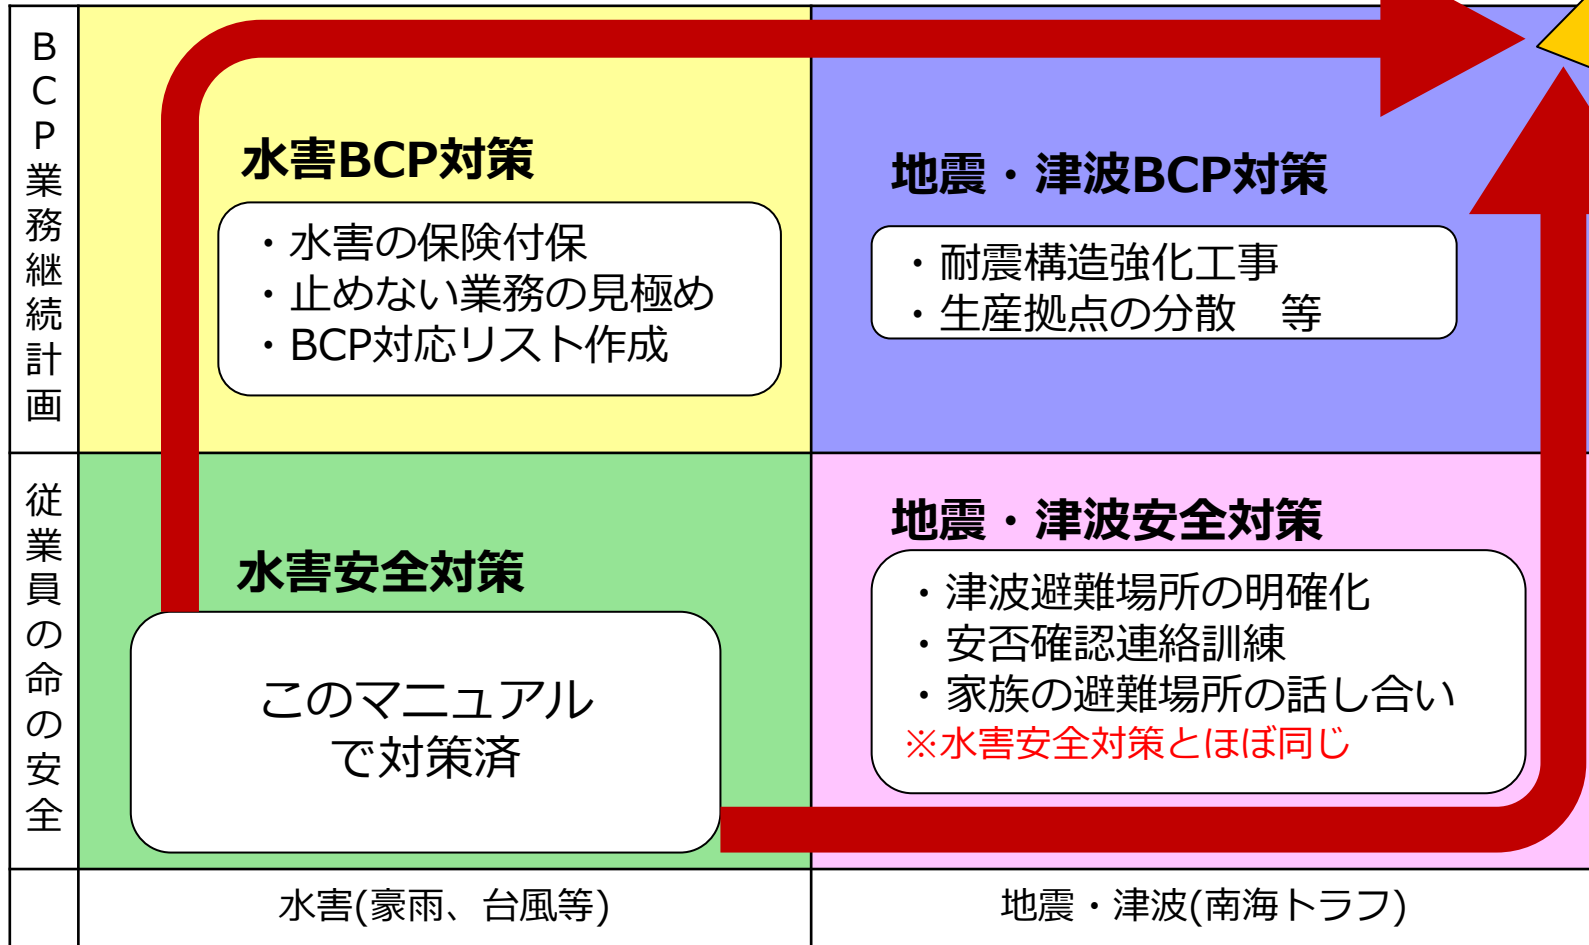 BCP業務継続計画
水害BCP対策
・水害の保険付保
・止めない業務の見極め
・BCP対応リスト作成
地震・津波BCP対策
・耐震構造強化工事
・生産拠点の分散　等
従業員の命の安全
水害安全対策
このマニュアル
で対策済
地震・津波安全対策
・津波避難場所の明確化
・安否確認連絡訓練
・家族の避難場所の話し合い
※水害安全対策とほぼ同じ
水害(豪雨、台風等)
地震・津波(南海トラフ)